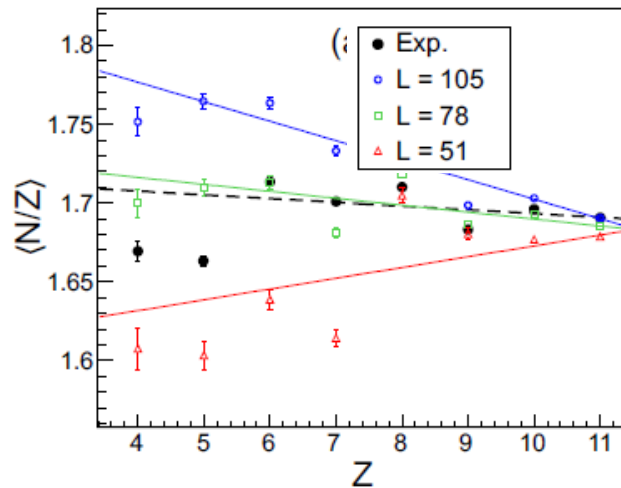 1.8
1.75
1.7
1.65
1.6
⟨N/Z⟩
(a
Exp.
L = 105
L = 78
L = 51
4 5 6 7 8 9 10 11
Z